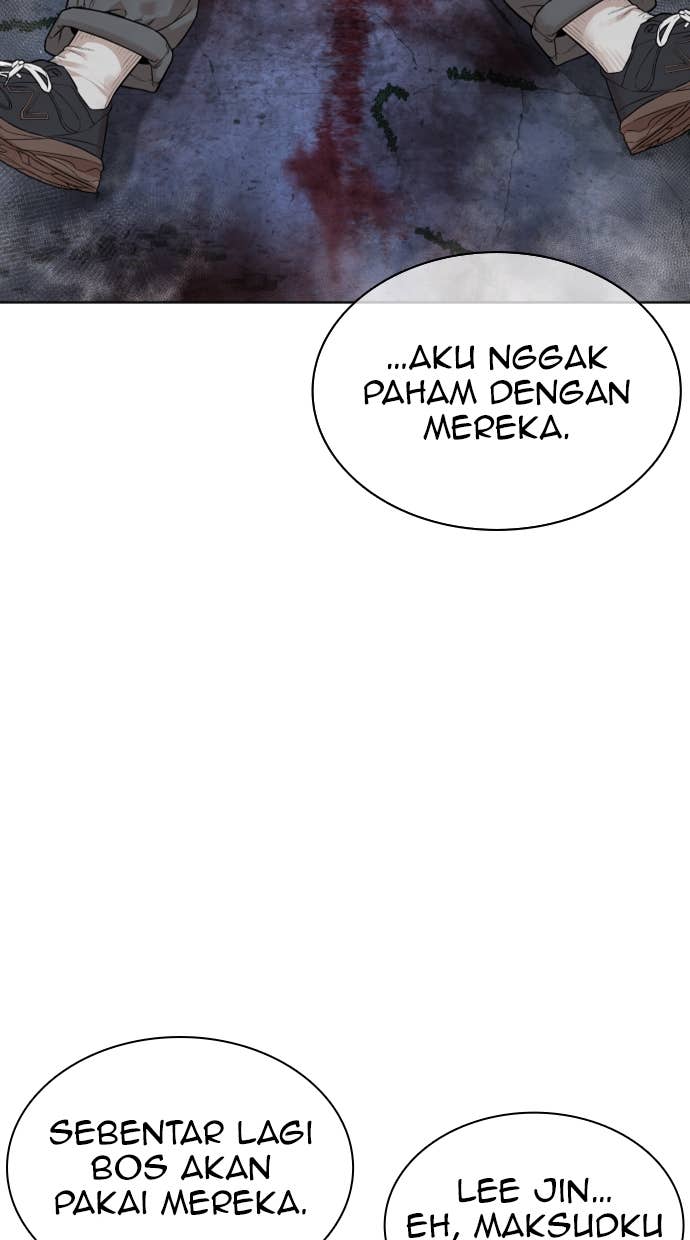 ...AKU NGGAK
PAHAM DENGAN
MEREKA.
SEBENTAR LAGI
BOS AKAN
PAKAI MEREKA.
LEE JIN...
EH, MAKSUDKU